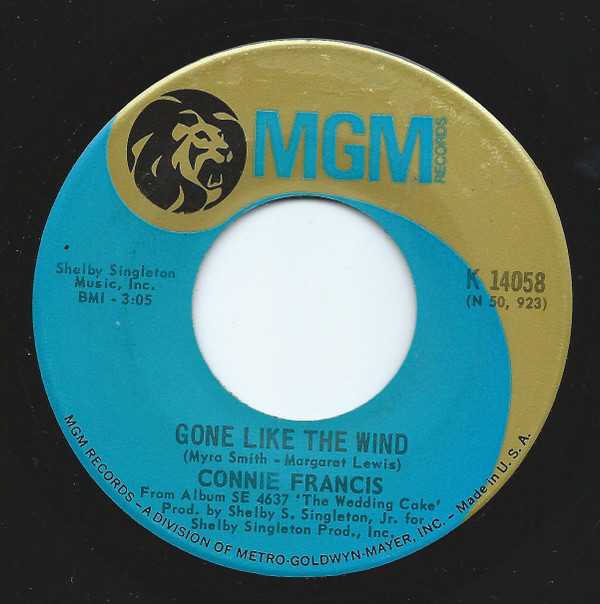 MGM
RECORDS
Shelby Singleton
Music, Inc.
BMI - 3:05
K 14058
(N 50, 923)
GONE LIKE THE WIND
(Myra Smith - Margaret Lewis)
CONNIE FRANCIS
From Album SE 4637 'The Wedding Cake'
Prod. by Shelby S. Singleton, Jr. for
Shelby Singleton Prod., Inc.
MGM RECORDS – A DIVISION OF METRO-GOLDWYN-MAYER, INC. – Made in U. S. A.